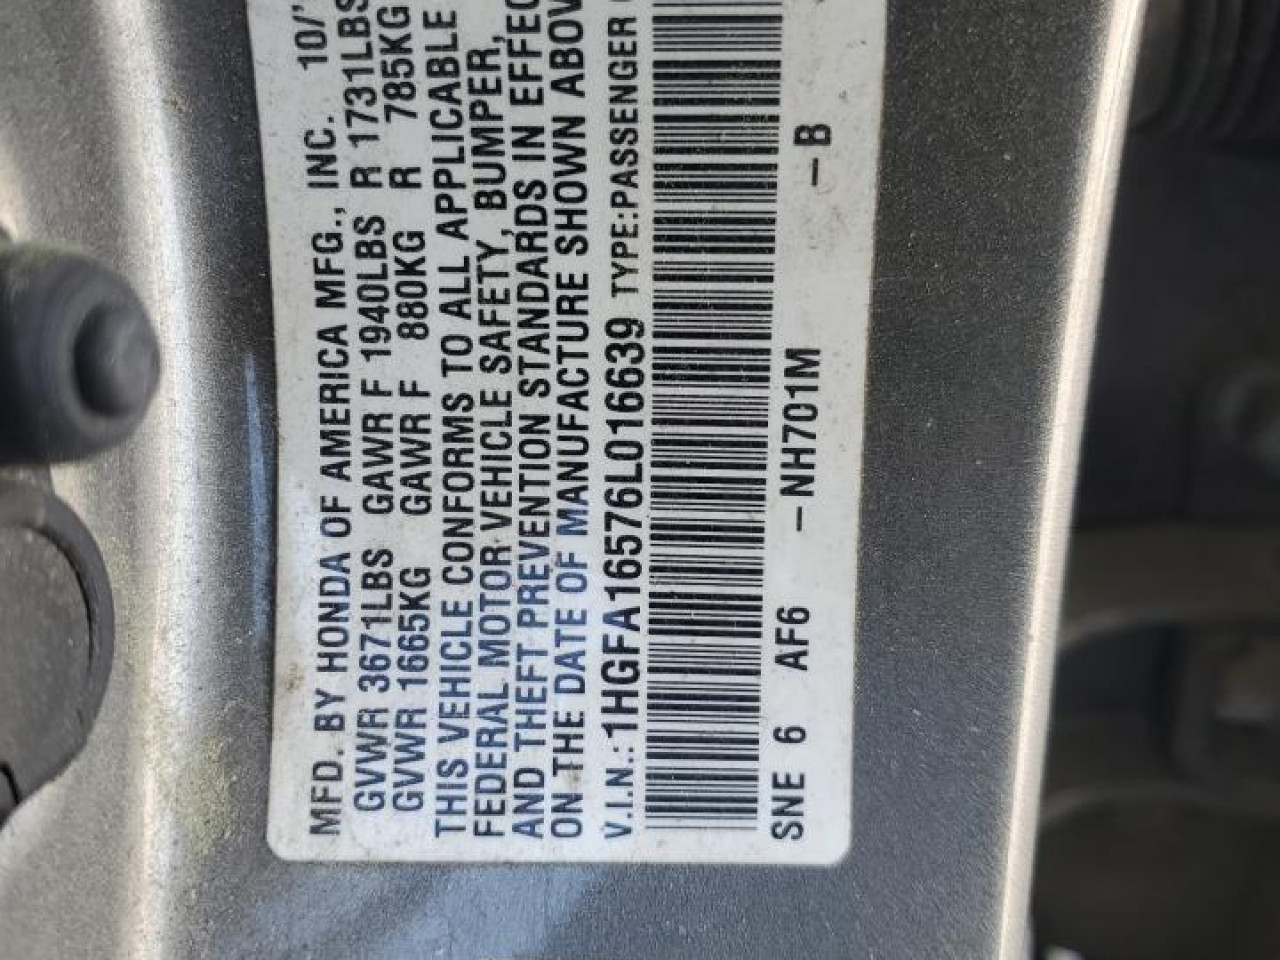 MFD. BY HONDA OF AMERICA MFG., INC. 10/
GVWR 3671LBS GAWR F 1940LBS R 1731LBS
GVWR 1665KG GAWR F 880KG R 785KG
THIS VEHICLE CONFORMS TO ALL APPLICABLE
FEDERAL MOTOR VEHICLE SAFETY, BUMPER,
AND THEFT PREVENTION STANDARDS IN EFFEC
ON THE DATE OF MANUFACTURE SHOWN ABOV
V.I.N.: 1HGFA16576L016639 TYPE:PASSENGER
SNE 6 AF6 -NH701M -B